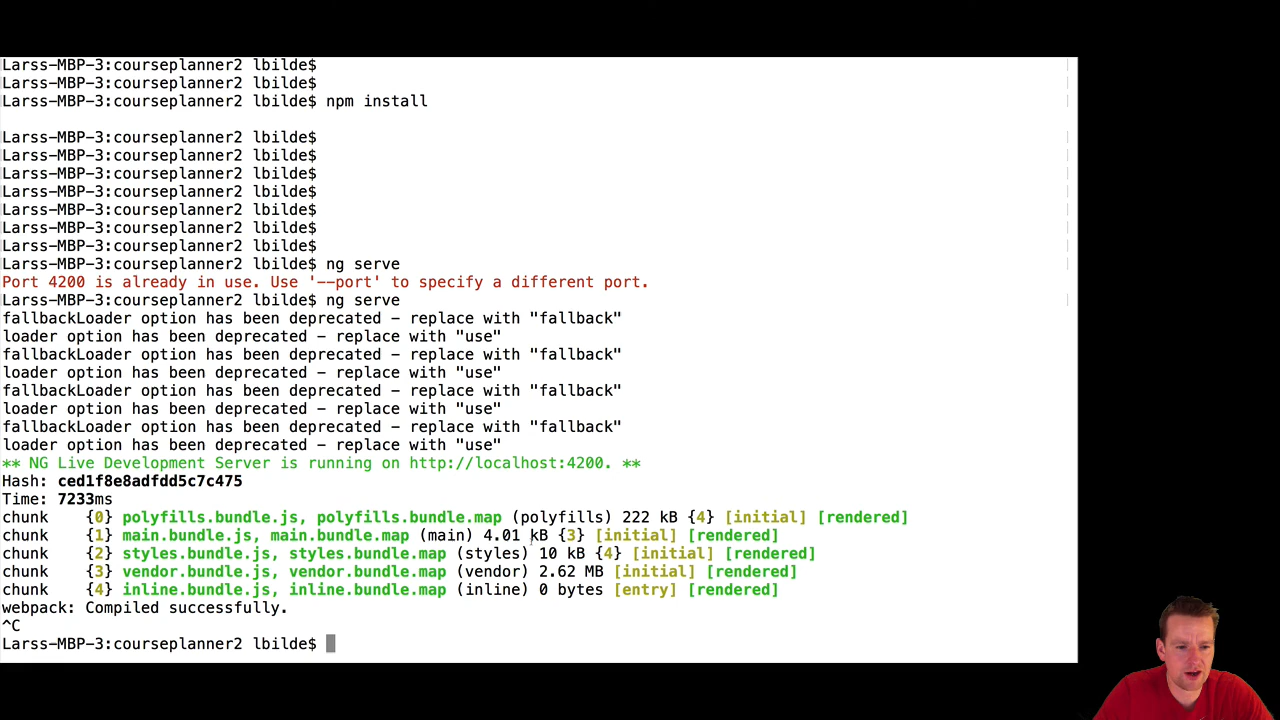 Larss-MBP-3:courseplanner2 lbilde$
Larss-MBP-3:courseplanner2 lbilde$
Larss-MBP-3:courseplanner2 lbilde$ npm install
Larss-MBP-3:courseplanner2 lbilde$
Larss-MBP-3:courseplanner2 lbilde$
Larss-MBP-3:courseplanner2 lbilde$
Larss-MBP-3:courseplanner2 lbilde$
Larss-MBP-3:courseplanner2 lbilde$
Larss-MBP-3:courseplanner2 lbilde$
Larss-MBP-3:courseplanner2 lbilde$
Larss-MBP-3:courseplanner2 lbilde$ ng serve
Port 4200 is already in use. Use '--port' to specify a different port.
Larss-MBP-3:courseplanner2 lbilde$ ng serve
fallbackLoader option has been deprecated - replace with "fallback"
loader option has been deprecated - replace with "use"
fallbackLoader option has been deprecated - replace with "fallback"
loader option has been deprecated - replace with "use"
fallbackLoader option has been deprecated - replace with "fallback"
loader option has been deprecated - replace with "use"
fallbackLoader option has been deprecated - replace with "fallback"
loader option has been deprecated - replace with "use"
** NG Live Development Server is running on http://localhost:4200. **
Hash: ced1f8e8adfdd5c7c475
Time: 7233ms
chunk    {0} polyfills.bundle.js, polyfills.bundle.map (polyfills) 222 kB {4} [initial] [rendered]
chunk    {1} main.bundle.js, main.bundle.map (main) 4.01 kB {3} [initial] [rendered]
chunk    {2} styles.bundle.js, styles.bundle.map (styles) 10 kB {4} [initial] [rendered]
chunk    {3} vendor.bundle.js, vendor.bundle.map (vendor) 2.62 MB [initial] [rendered]
chunk    {4} inline.bundle.js, inline.bundle.map (inline) 0 bytes [entry] [rendered]
webpack: Compiled successfully.
^C
Larss-MBP-3:courseplanner2 lbilde$